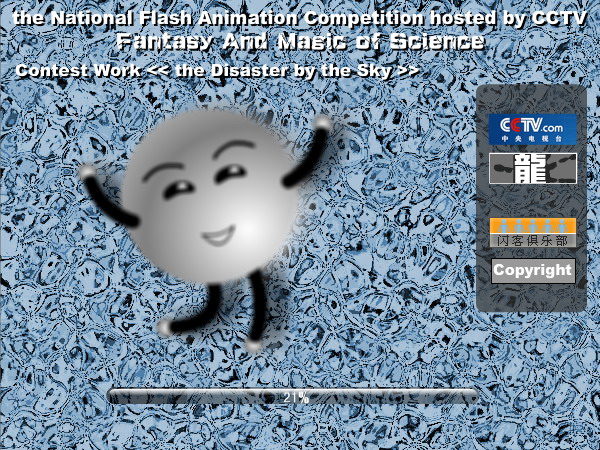 the National Flash Animation Competition hosted by CCTV
Fantasy And Magic of Science
Contest Work << the Disaster by the Sky >>
CCTV.com
中央电视台
龍
闪客俱乐部
Copyright
21%